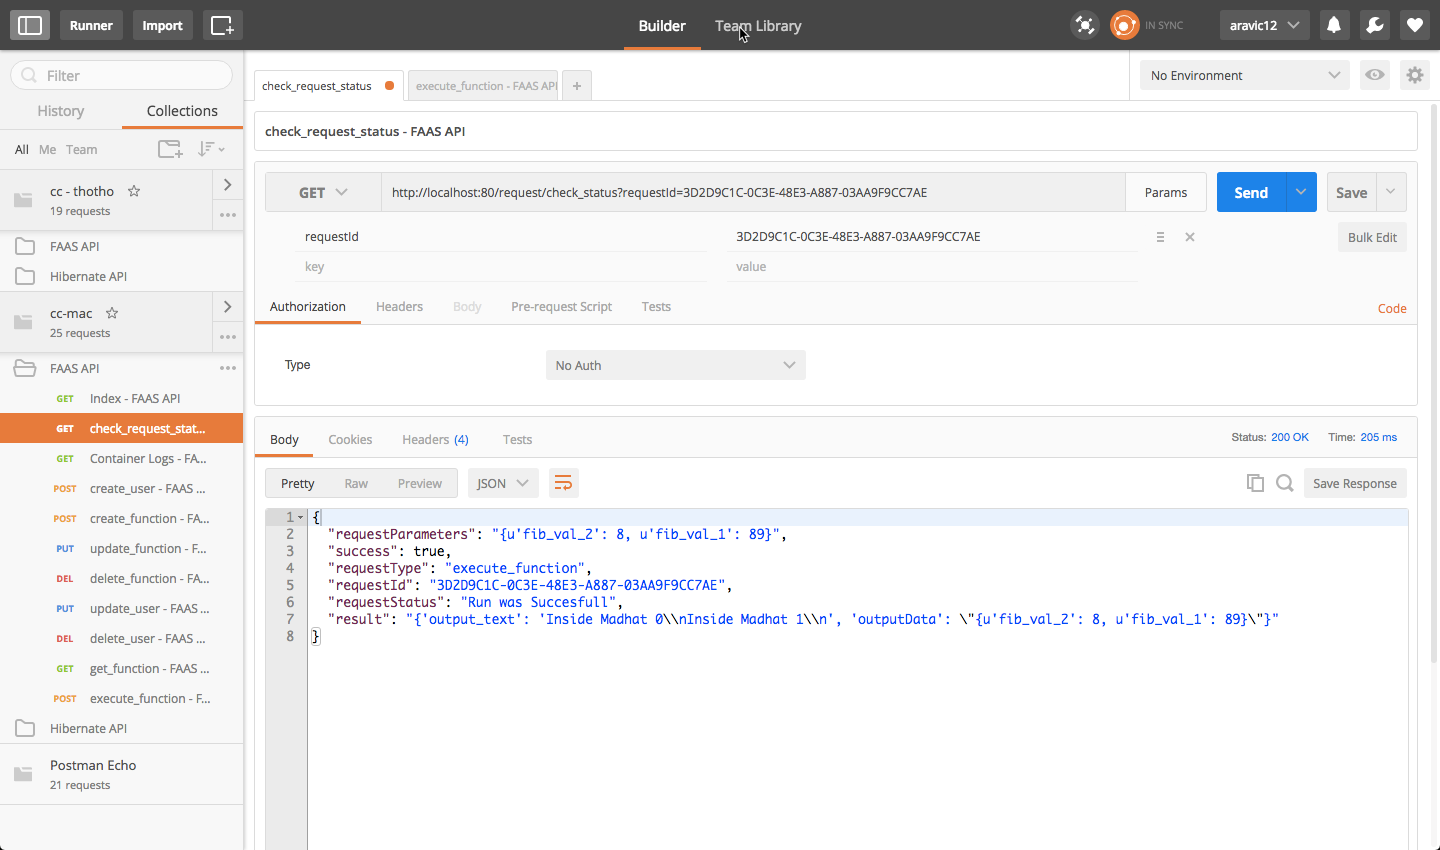 Runner Import Builder Team Library IN SYNC aravic12
Filter
History Collections
All Me Team
cc - thotho
19 requests
FAAS API
Hibernate API
cc-mac
25 requests
FAAS API
GET Index - FAAS API
GET check_request_stat...
GET Container Logs - FA...
POST create_user - FAAS ...
POST create_function - FA...
PUT update_function - F...
DEL delete_function - FA...
PUT update_user - FAAS ...
DEL delete_user - FAAS ...
GET get_function - FAAS ...
POST execute_function - F...
Hibernate API
Postman Echo
21 requests
check_request_status execute_function - FAAS API + No Environment
check_request_status - FAAS API
GET http://localhost:80/request/check_status?requestId=3D2D9C1C-0C3E-48E3-A887-03AA9F9CC7AE Params Send Save
requestId 3D2D9C1C-0C3E-48E3-A887-03AA9F9CC7AE Bulk Edit
key value
Authorization Headers Body Pre-request Script Tests Code
Type No Auth
Body Cookies Headers (4) Tests Status: 200 OK Time: 205 ms
Pretty Raw Preview JSON Save Response
1 {
2 "requestParameters": "{u'fib_val_2': 8, u'fib_val_1': 89}",
3 "success": true,
4 "requestType": "execute_function",
5 "requestId": "3D2D9C1C-0C3E-48E3-A887-03AA9F9CC7AE",
6 "requestStatus": "Run was Succesfull",
7 "result": "{'output_text': 'Inside Madhat 0\\nInside Madhat 1\\n', 'outputData': \"{u'fib_val_2': 8, u'fib_val_1': 89}\"}"
8 }